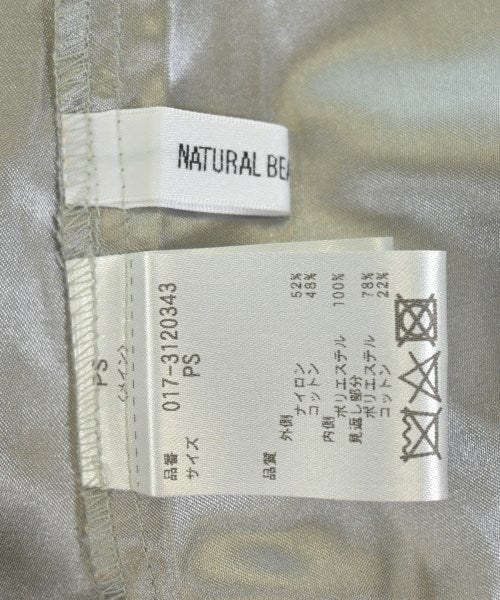 NATURAL BEA
PS
(メイン)
品番 017-3120343
サイズ PS
品質
外側
ナイロン 52%
コットン 48%
内側
ポリエステル 100%
見返し部分
ポリエステル 78%
コットン 22%